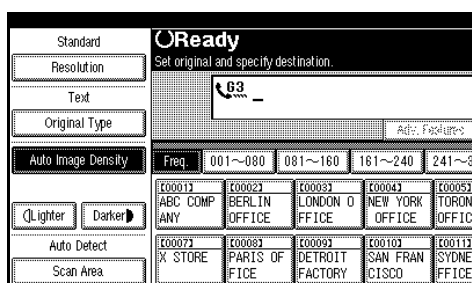 Standard
Resolution
Text
Original Type
Auto Image Density
Lighter Darker
Auto Detect
Scan Area
Ready
Set original and specify destination.
G3 _
Adv. Features
Freq. 001~080 081~160 161~240 241~3
[0001] [0002] [0003] [0004] [0005]
ABC COMP BERLIN LONDON O NEW YORK TORON
ANY OFFICE FFICE OFFICE OFFIC
[0007] [0008] [0009] [0010] [0011]
X STORE PARIS OF DETROIT SAN FRAN SYDNE
FICE FACTORY CISCO FFICE